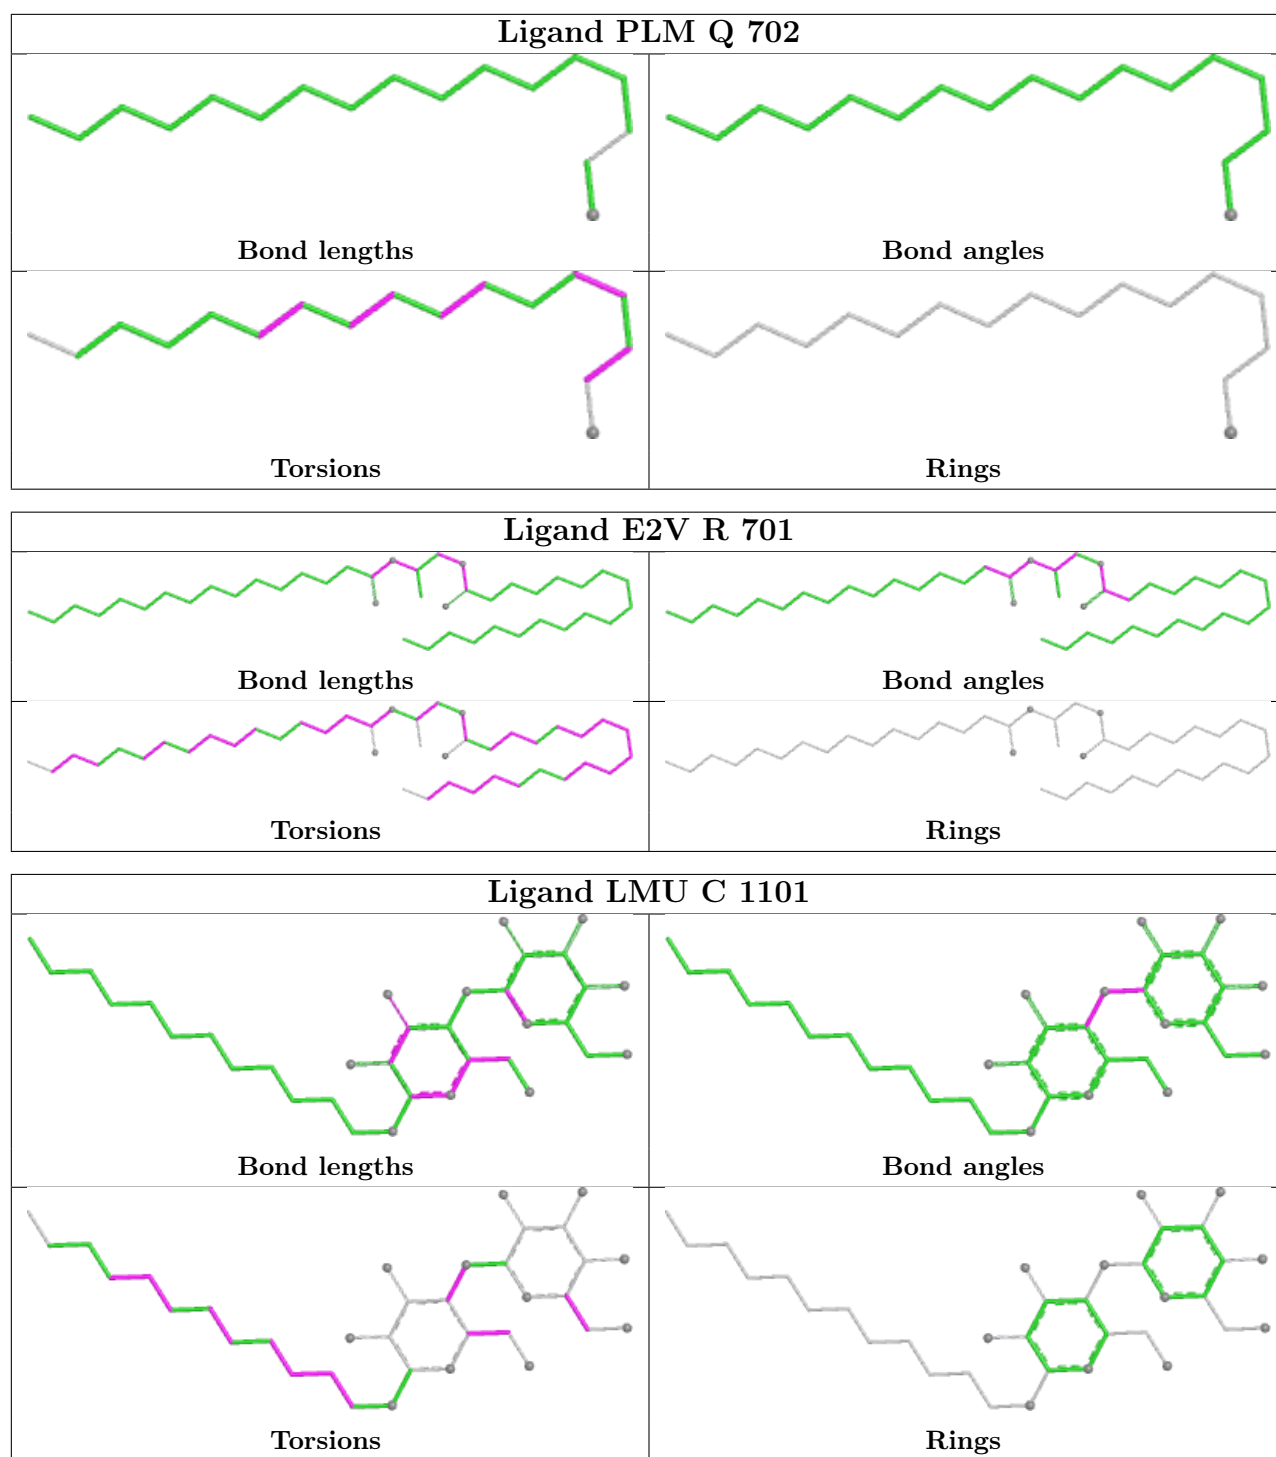 Ligand PLM Q 702
Bond lengths
Bond angles
Torsions
Rings
Ligand E2V R 701
Bond lengths
Bond angles
Torsions
Rings
Ligand LMU C 1101
Bond lengths
Bond angles
Torsions
Rings